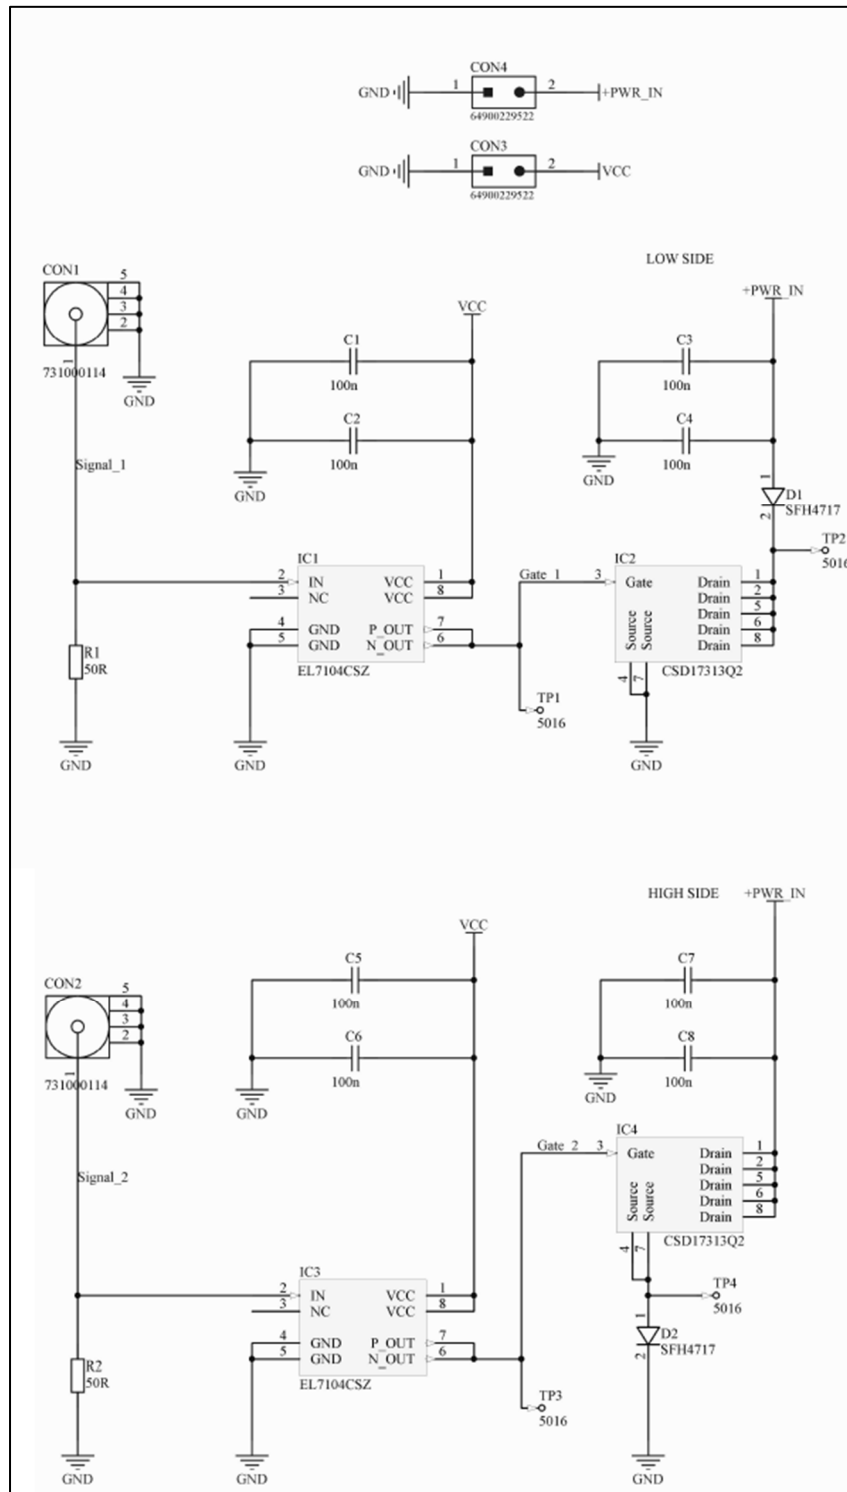 CON4
GND 1 2 +PWR_IN
64900229522
CON3
GND 1 2 VCC
64900229522
LOW SIDE
CON1
5
4
3
2
1
731000114
GND
VCC
+PWR_IN
C1
100n
C2
100n
GND
C3
100n
C4
100n
GND
1
D1
2
SFH4717
TP2
5016
Signal_1
IC1
2 IN VCC 1
3 NC VCC 8
4 GND P_OUT 7
5 GND N_OUT 6
EL7104CSZ
Gate_1 3
IC2
Gate Drain 1
Drain 2
Drain 5
Drain 6
Drain 8
Source
Source
4
7
CSD17313Q2
R1
50R
TP1
5016
GND
GND
GND
HIGH SIDE
+PWR_IN
VCC
CON2
5
4
3
2
1
731000114
GND
C5
100n
C6
100n
GND
C7
100n
C8
100n
GND
Signal_2
Gate_2 3
IC4
Gate Drain 1
Drain 2
Drain 5
Drain 6
Drain 8
Source
Source
4
7
CSD17313Q2
IC3
2 IN VCC 1
3 NC VCC 8
4 GND P_OUT 7
5 GND N_OUT 6
EL7104CSZ
TP4
5016
1
D2
2
SFH4717
R2
50R
TP3
5016
GND
GND
GND